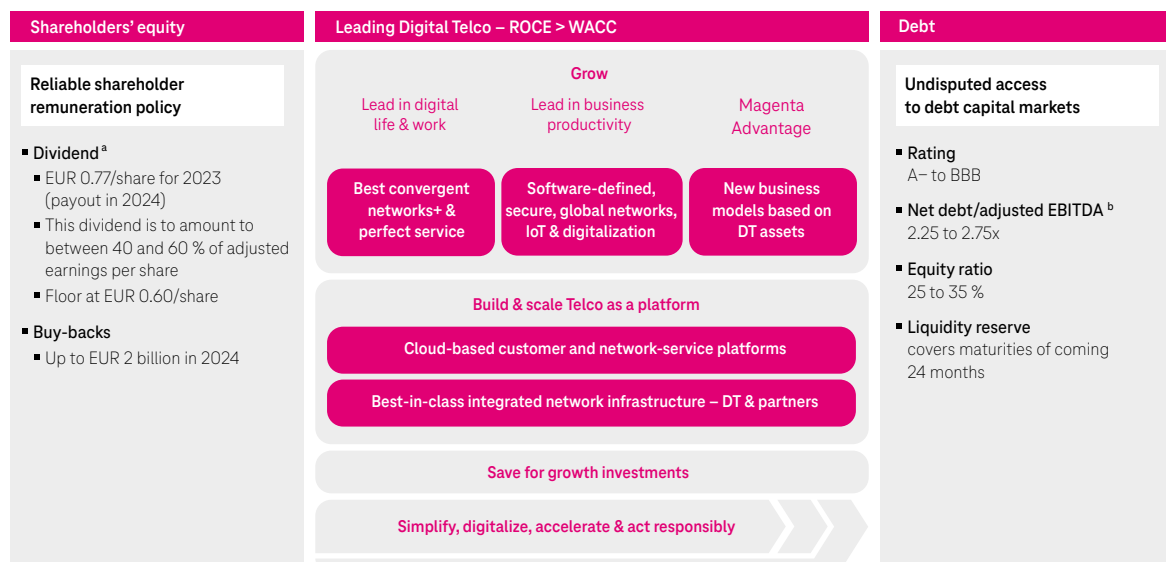 Shareholders’ equity
Reliable shareholder
remuneration policy
▪ Dividend a
▪ EUR 0.77/share for 2023
(payout in 2024)
▪ This dividend is to amount to
between 40 and 60 % of adjusted
earnings per share
▪ Floor at EUR 0.60/share
▪ Buy-backs
▪ Up to EUR 2 billion in 2024
Leading Digital Telco – ROCE > WACC
Grow
Lead in digital
life & work
Lead in business
productivity
Magenta
Advantage
Best convergent
networks+ &
perfect service
Software-defined,
secure, global networks,
IoT & digitalization
New business
models based on
DT assets
Build & scale Telco as a platform
Cloud-based customer and network-service platforms
Best-in-class integrated network infrastructure – DT & partners
Save for growth investments
Simplify, digitalize, accelerate & act responsibly
Debt
Undisputed access
to debt capital markets
▪ Rating
A– to BBB
▪ Net debt/adjusted EBITDA b
2.25 to 2.75x
▪ Equity ratio
25 to 35 %
▪ Liquidity reserve
covers maturities of coming
24 months